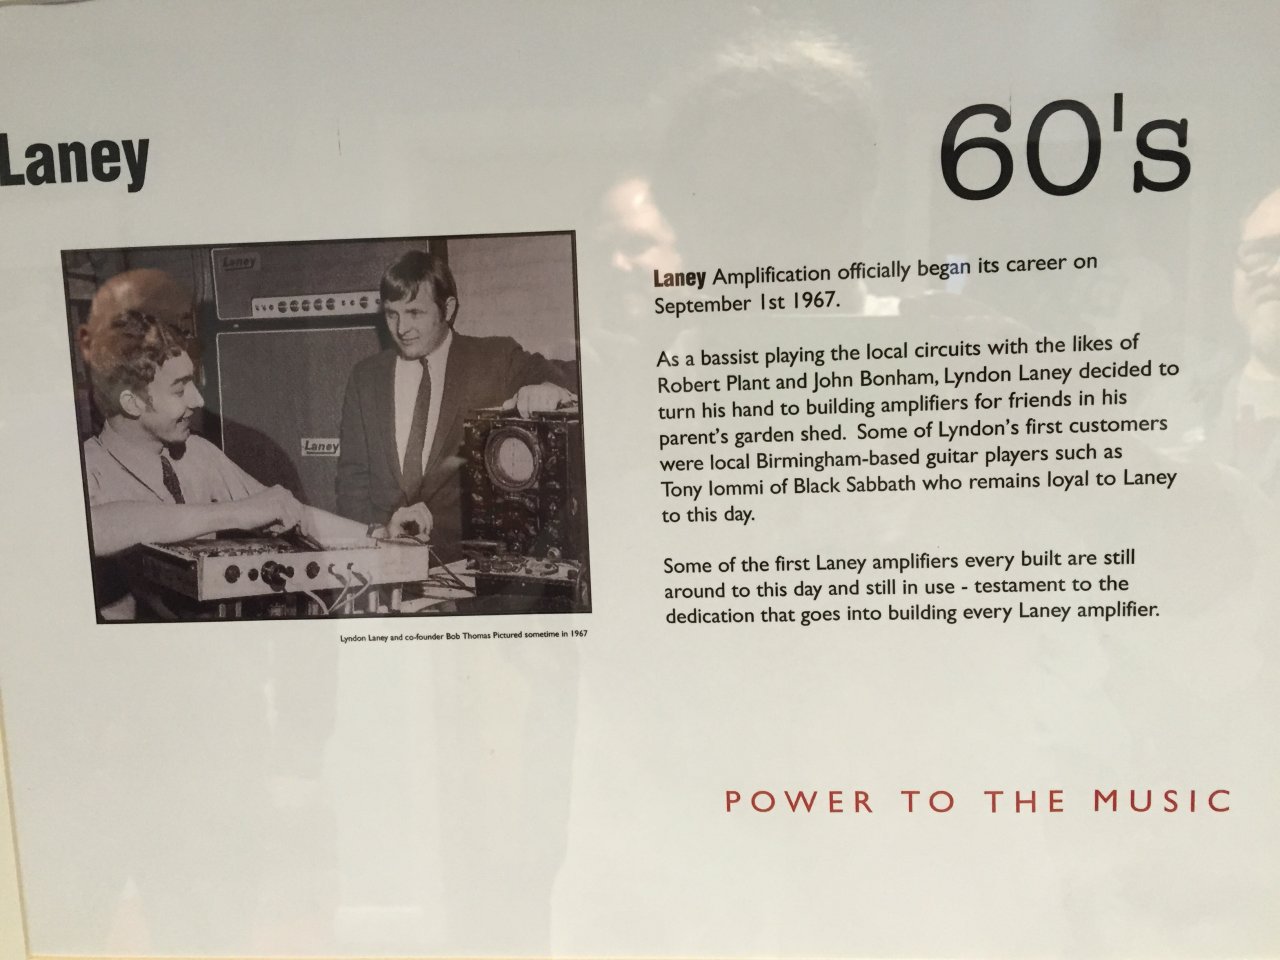 Laney
60's
Laney
Laney
Lyndon Laney and co-founder Bob Thomas Pictured sometime in 1967
Laney Amplification officially began its career on
September 1st 1967.
As a bassist playing the local circuits with the likes of
Robert Plant and John Bonham, Lyndon Laney decided to
turn his hand to building amplifiers for friends in his
parent's garden shed. Some of Lyndon's first customers
were local Birmingham-based guitar players such as
Tony Iommi of Black Sabbath who remains loyal to Laney
to this day.
Some of the first Laney amplifiers every built are still
around to this day and still in use - testament to the
dedication that goes into building every Laney amplifier.
POWER TO THE MUSIC